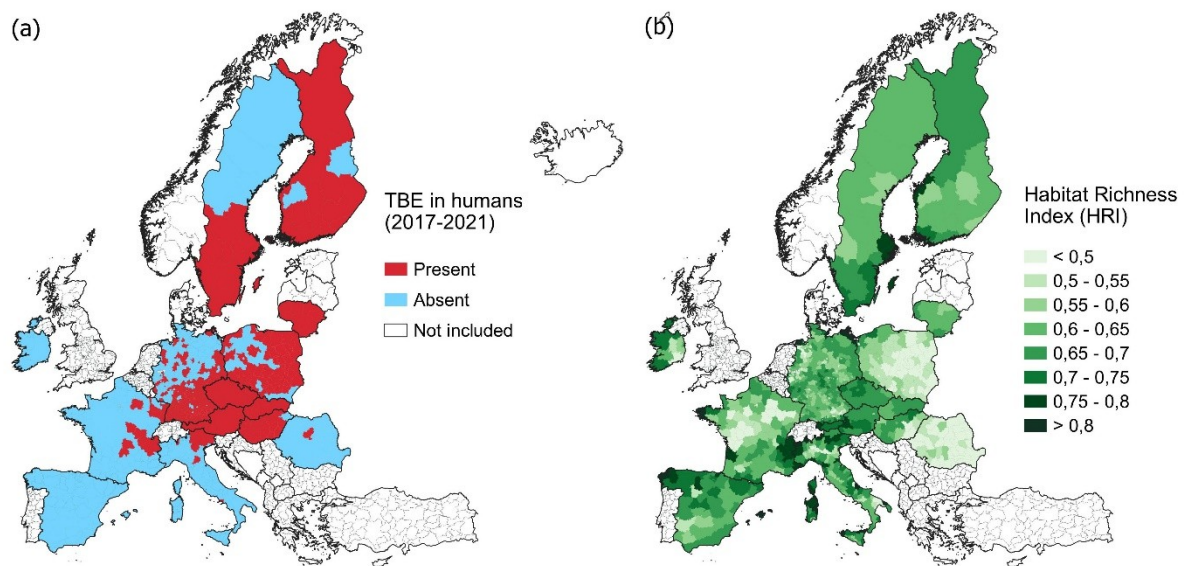 (a)
TBE in humans
(2017-2021)
Present
Absent
Not included
(b)
Habitat Richness
Index (HRI)
< 0,5
0,5 - 0,55
0,55 - 0,6
0,6 - 0,65
0,65 - 0,7
0,7 - 0,75
0,75 - 0,8
> 0,8